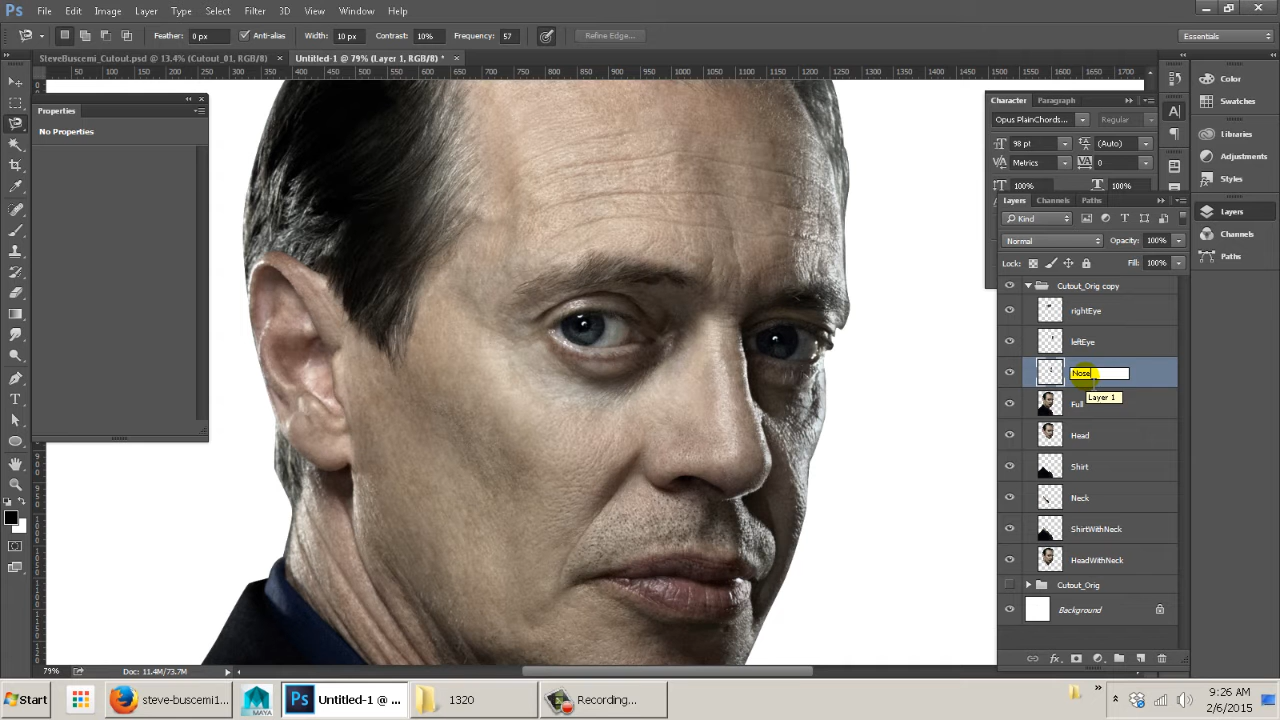 Ps File Edit Image Layer Type Select Filter 3D View Window Help
Feather: 0 px Anti-alias Width: 10 px Contrast: 10% Frequency: 57 Refine Edge... Essentials
SteveBuscemi_Cutout.psd @ 13.4% (Cutout_01, RGB/8) × Untitled-1 @ 79% (Layer 1, RGB/8) * ×
50 100 150 200 250 300 350 400 450 500 550 600 650 700 750 800 850 900 950 1000 1050 1100 1150 1200 1250 1300 1350 1400 1450 1500 1550 1600 1650 1700
Properties
No Properties
Character Paragraph
Opus PlainChords... Regular
98 pt (Auto)
Metrics 0
100% 100%
Color
Swatches
Libraries
Adjustments
Styles
Layers
Channels
Paths
Layers Channels Paths
Kind
Normal Opacity: 100%
Lock: Fill: 100%
Cutout_Orig copy
rightEye
leftEye
Nose
Layer 1
Full
Head
Shirt
Neck
ShirtWithNeck
HeadWithNeck
Cutout_Orig
Background
79% Doc: 11.4M/73.7M
Start steve-buscemi1... MAYA Ps Untitled-1 @ ... 1320 Recording...
5:26 AM
2/6/2015